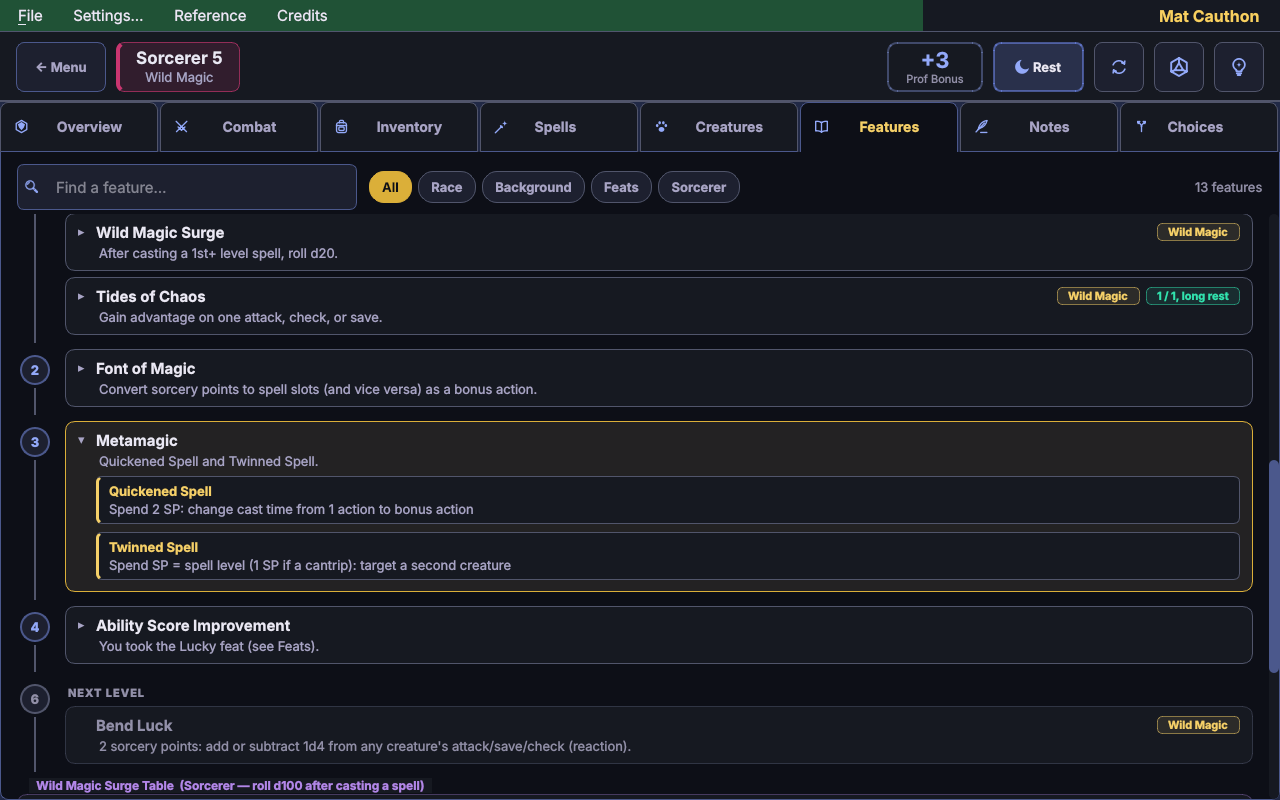 File Settings... Reference Credits Mat Cauthon
← Menu
Sorcerer 5
Wild Magic
+3
Prof Bonus
Rest
Overview Combat Inventory Spells Creatures Features Notes Choices
Find a feature...
All Race Background Feats Sorcerer
13 features
Wild Magic Surge
Wild Magic
After casting a 1st+ level spell, roll d20.
Tides of Chaos
Wild Magic
1 / 1, long rest
Gain advantage on one attack, check, or save.
2
Font of Magic
Convert sorcery points to spell slots (and vice versa) as a bonus action.
3
Metamagic
Quickened Spell and Twinned Spell.
Quickened Spell
Spend 2 SP: change cast time from 1 action to bonus action
Twinned Spell
Spend SP = spell level (1 SP if a cantrip): target a second creature
4
Ability Score Improvement
You took the Lucky feat (see Feats).
6
NEXT LEVEL
Bend Luck
Wild Magic
2 sorcery points: add or subtract 1d4 from any creature's attack/save/check (reaction).
Wild Magic Surge Table (Sorcerer — roll d100 after casting a spell)